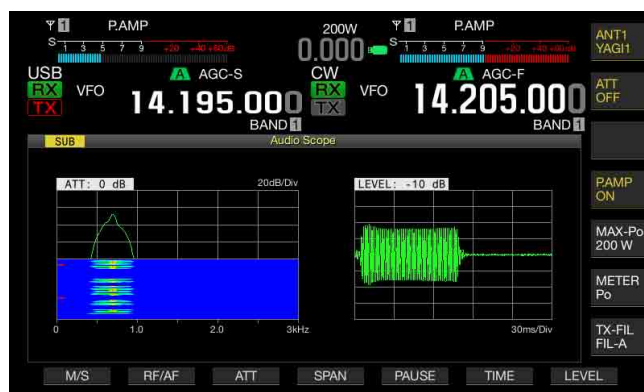 1 P.AMP 200W 1 P.AMP ANT1
S 1 3 5 7 9 +20 +40 +60dB 0.000 S 1 3 5 7 9 +20 +40 +60dB YAGI1
USB A AGC-S CW A AGC-F
RX VFO 14.195.000 RX VFO 14.205.000 ATT
TX TX OFF
BAND 1 BAND 1
SUB Audio Scope
ATT: 0 dB 20dB/Div LEVEL: -10 dB P.AMP
ON
MAX-Po
200 W
METER
Po
0 1.0 2.0 3kHz 30ms/Div TX-FIL
FIL-A
M/S RF/AF ATT SPAN PAUSE TIME LEVEL